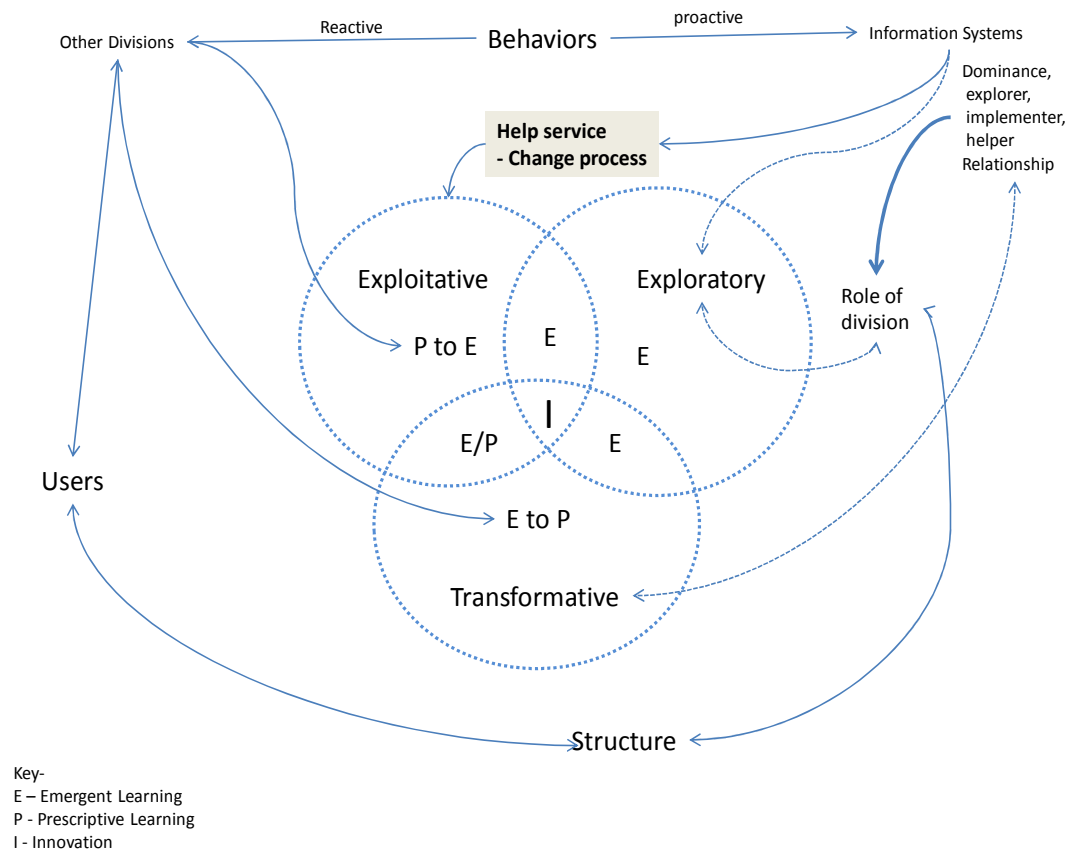 Reactive
proactive
Other Divisions
Behaviors
Information Systems
Dominance,
explorer,
implementer,
helper
Relationship
Help service
- Change process
Exploitative
Exploratory
Role of
division
P to E
E
E
I
E/P
E
Users
E to P
Transformative
Structure
Key-
E – Emergent Learning
P - Prescriptive Learning
I - Innovation